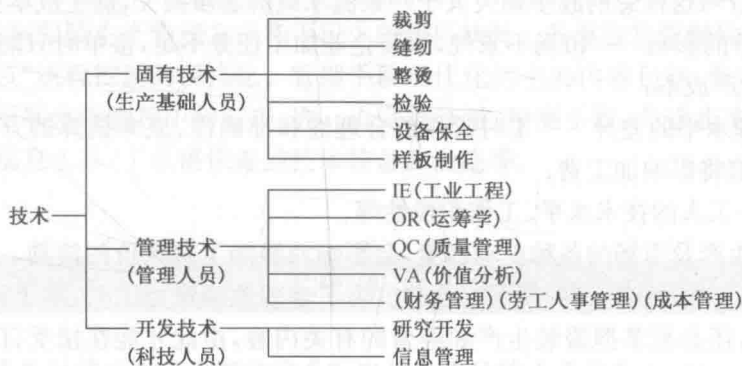 裁剪
缝纫
固有技术 整烫
(生产基础人员) 检验
设备保全
样板制作
IE(工业工程)
OR(运筹学)
技术 管理技术 QC(质量管理)
(管理人员) VA(价值分析)
(财务管理)(劳工人事管理)(成本管理)
开发技术 研究开发
(科技人员) 信息管理